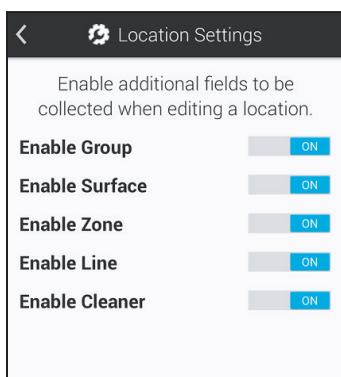 Location Settings
Enable additional fields to be
collected when editing a location.
Enable Group ON
Enable Surface ON
Enable Zone ON
Enable Line ON
Enable Cleaner ON